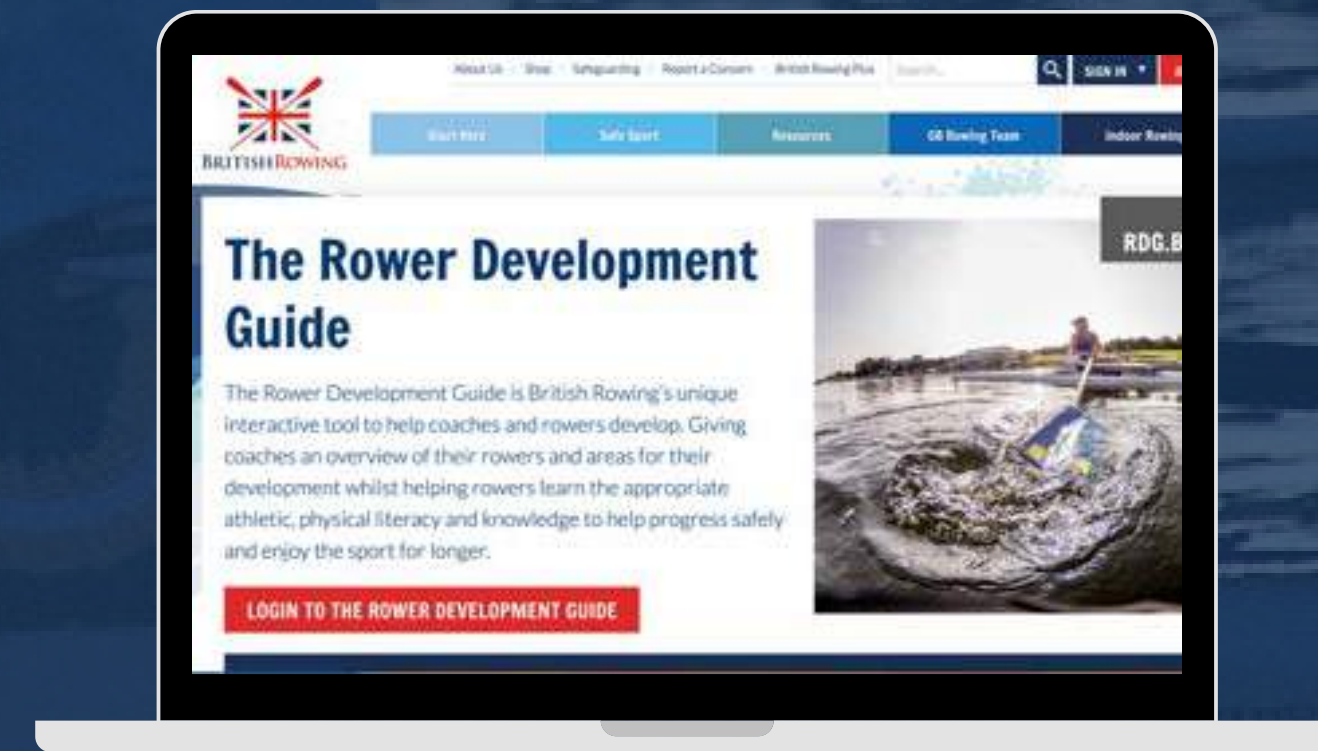 About Us Shop Safeguarding Report a Concern British Rowing Plus Search... SIGN IN
BRITISHROWING
Start Here Safe Sport Resources GB Rowing Team Indoor Rowing
The Rower Development
Guide
RDG.B
The Rower Development Guide is British Rowing's unique
interactive tool to help coaches and rowers develop. Giving
coaches an overview of their rowers and areas for their
development whilst helping rowers learn the appropriate
athletic, physical literacy and knowledge to help progress safely
and enjoy the sport for longer.
LOGIN TO THE ROWER DEVELOPMENT GUIDE